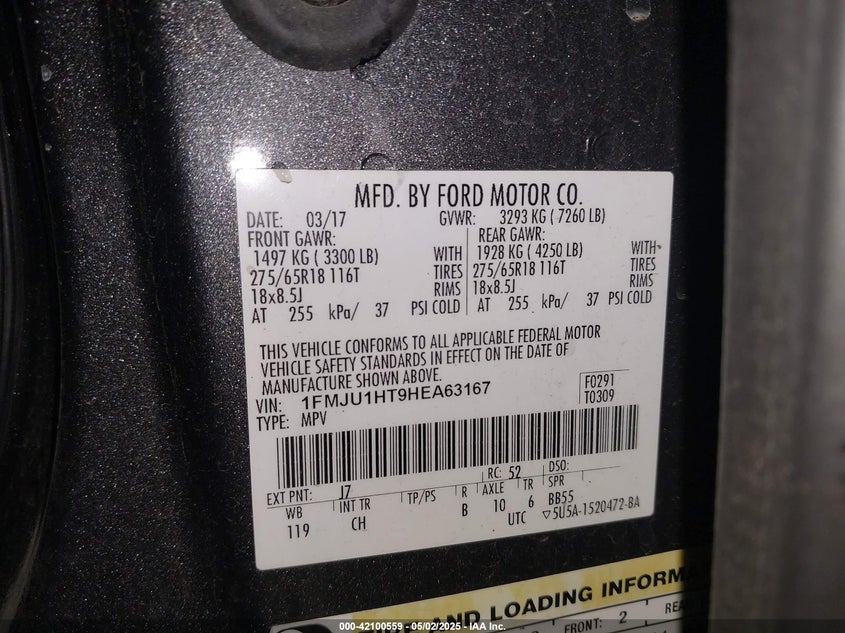 MFD. BY FORD MOTOR CO.
DATE: 03/17 GVWR: 3293 KG ( 7260 LB)
FRONT GAWR: REAR GAWR:
1497 KG ( 3300 LB) WITH 1928 KG ( 4250 LB) WITH
275/65R18 116T TIRES 275/65R18 116T TIRES
18x8.5J RIMS 18x8.5J RIMS
AT 255 kPa/ 37 PSI COLD AT 255 kPa/ 37 PSI COLD
THIS VEHICLE CONFORMS TO ALL APPLICABLE FEDERAL MOTOR
VEHICLE SAFETY STANDARDS IN EFFECT ON THE DATE OF
MANUFACTURE SHOWN ABOVE.
VIN: 1FMJU1HT9HEA63167 F0291
TYPE: MPV T0309
EXT PNT: J7 RC: 52 DSO:
WB INT TR TP/PS R AXLE TR SPR
119 CH B 10 6 BB55
UTC ▽5U5A-1520472-BA
AND LOADING INFORMA
FRONT: 2 REA
000-42100559 - 05/02/2025 - IAA Inc.